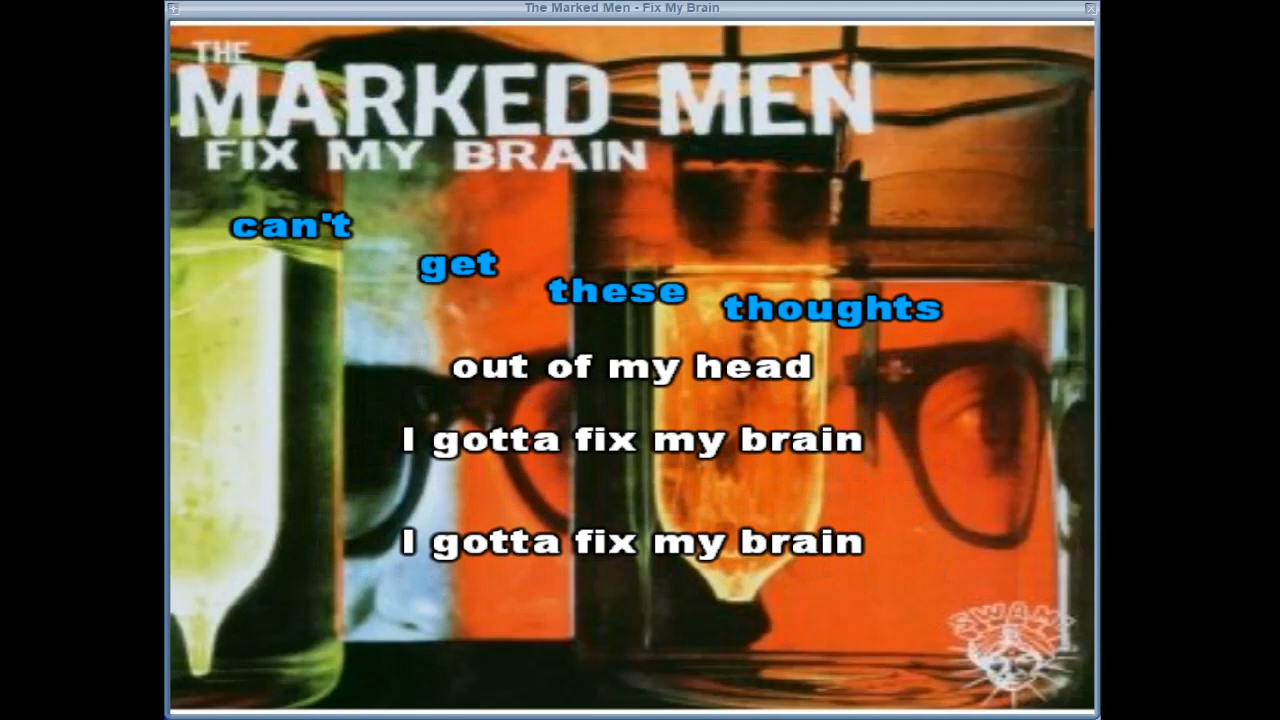 The Marked Men - Fix My Brain
THE
MARKED MEN
FIX MY BRAIN
can't
get
these
thoughts
out of my head
I gotta fix my brain
I gotta fix my brain
SWAMI